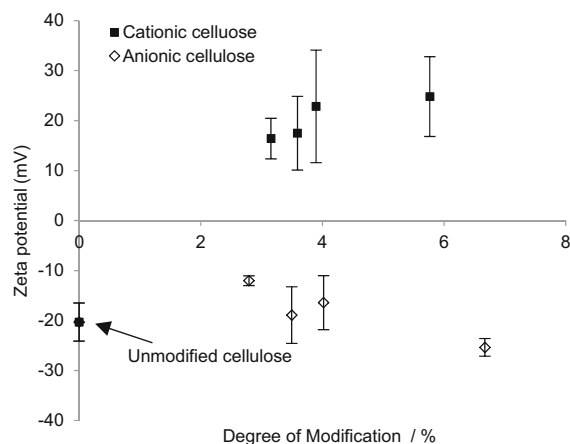 40
Cationic celluose
Anionic cellulose
30
20
10
0
0 2 4 6 8
-10
-20
Unmodified cellulose
-30
-40
Zeta potential (mV)
Degree of Modification / %